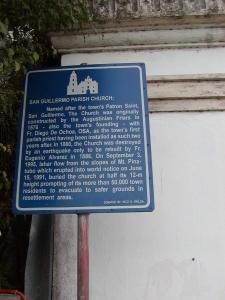 SAN GUILLERMO PARISH CHURCH:
Named after the town's Patron Saint,
San Guillermo. The Church was originally
constructed by the Augustinian Friars in
1576 - also the town's founding - with
Fr. Diego De Ochoa, OSA, as the town's first
parish priest having been installed as such two
years after in 1880, the Church was destroyed
by an earthquake only to be rebuilt by Fr.
Eugenio Alvarez in 1886. On September 3,
1995, lahar flow from the slopes of Mt. Pina-
tubo which erupted into world notice on June
15, 1991, buried the church at half its 12-m
height prompting of its more than 50,000 town
residents to evacuate to safer grounds in
resettlement areas.